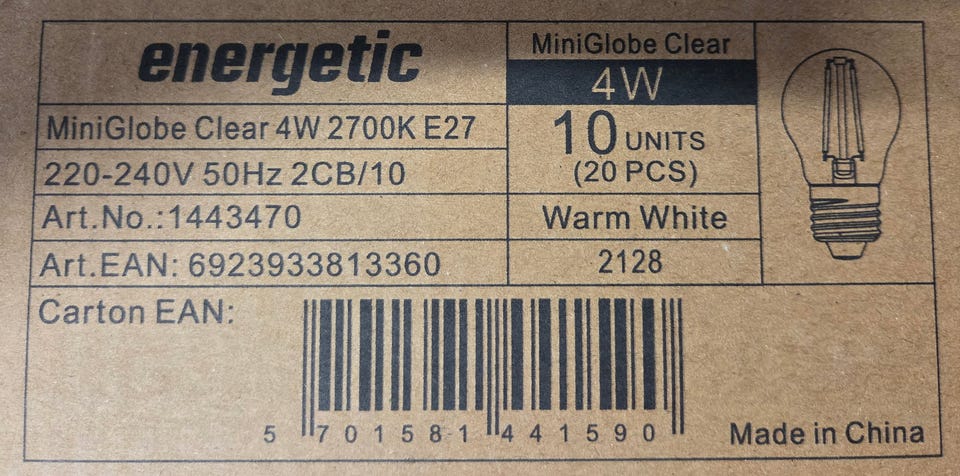 energetic
MiniGlobe Clear 4W 2700K E27
220-240V 50Hz 2CB/10
Art.No.:1443470
Art.EAN: 6923933813360
MiniGlobe Clear
4W
10 UNITS
(20 PCS)
Warm White
2128
Carton EAN:
5 701581 441590
Made in China